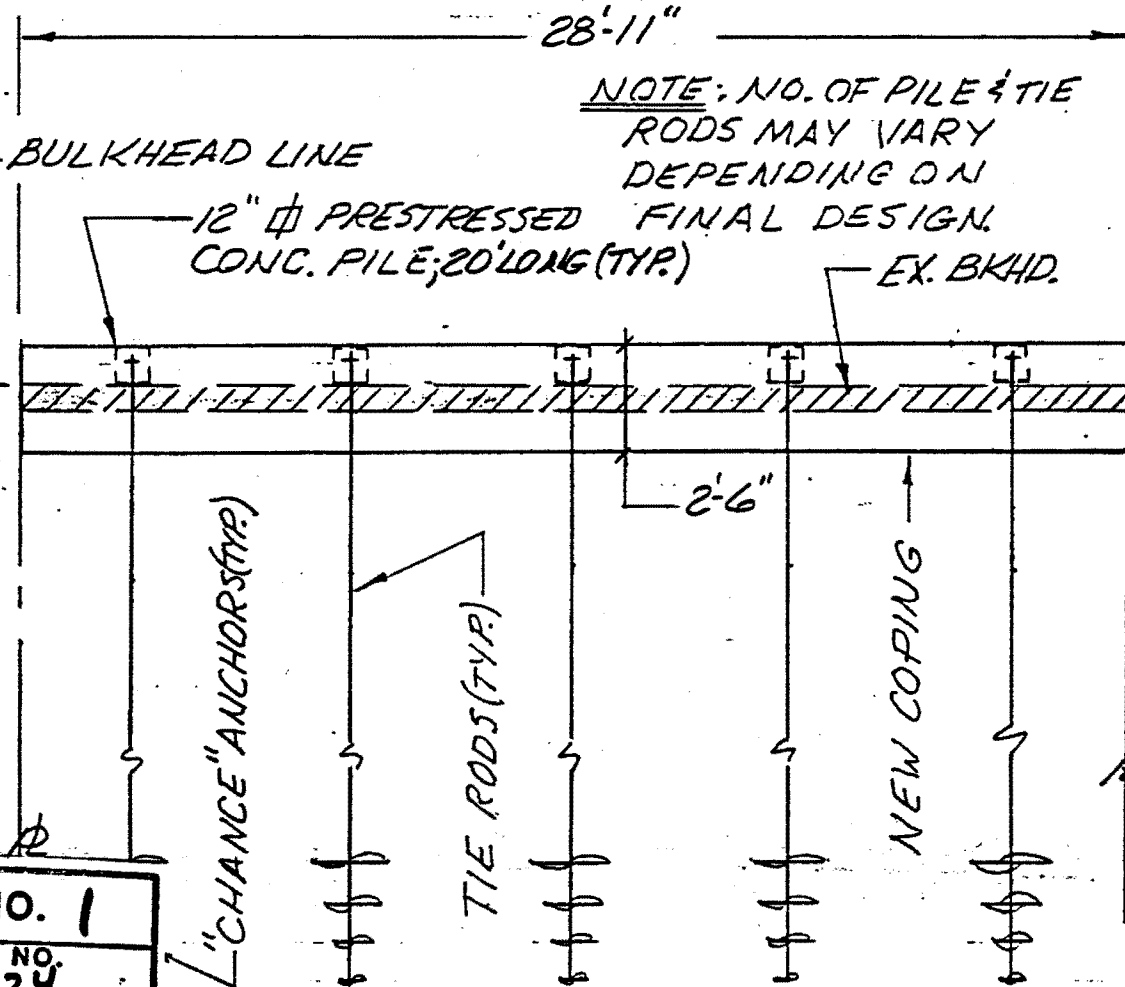 28'-11"
NOTE: NO. OF PILE & TIE
RODS MAY VARY
DEPENDING ON
FINAL DESIGN.
BULKHEAD LINE
12" ⏀ PRESTRESSED
CONC. PILE; 20' LONG (TYP.)
EX. BKHD.
2'-6"
"CHANCE" ANCHORS (TYP.)
TIE RODS (TYP.)
NEW COPING
NO. 1
NO.
24